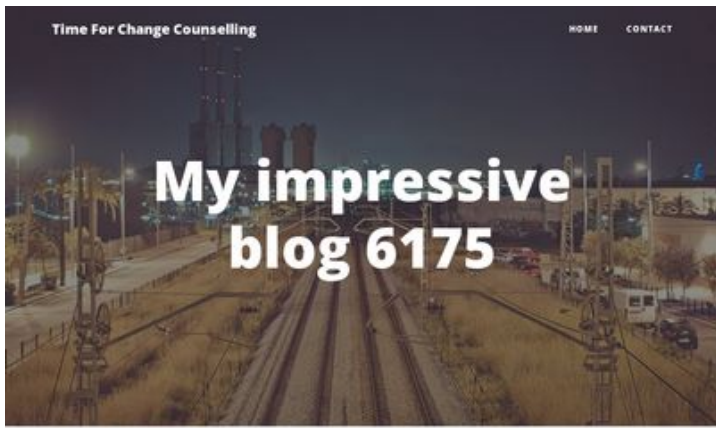 Time For Change Counselling
HOME
CONTACT
My impressive
blog 6175